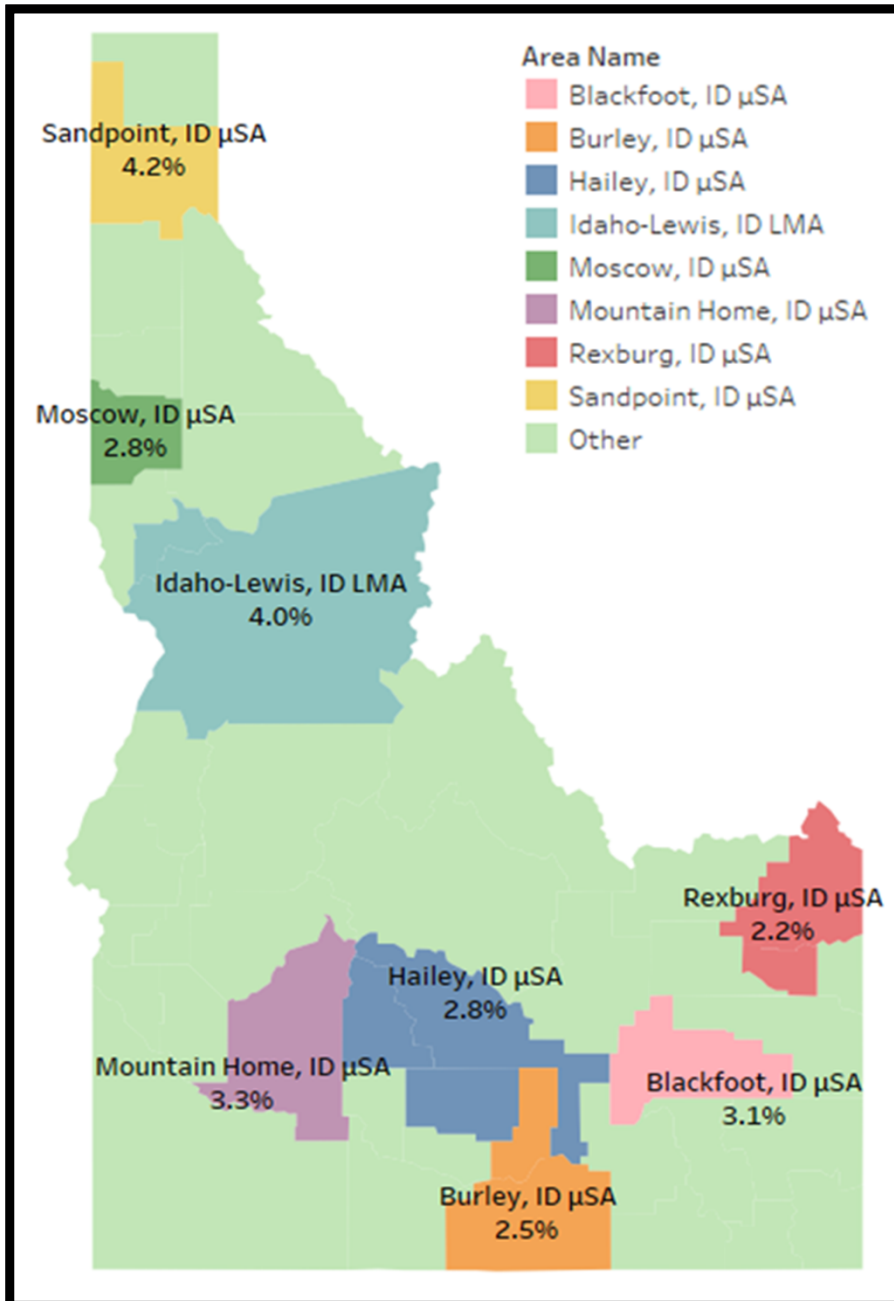 Area Name
Blackfoot, ID µSA
Burley, ID µSA
Hailey, ID µSA
Idaho-Lewis, ID LMA
Moscow, ID µSA
Mountain Home, ID µSA
Rexburg, ID µSA
Sandpoint, ID µSA
Other
Sandpoint, ID µSA
4.2%
Moscow, ID µSA
2.8%
Idaho-Lewis, ID LMA
4.0%
Rexburg, ID µSA
2.2%
Hailey, ID µSA
2.8%
Mountain Home, ID µSA
3.3%
Blackfoot, ID µSA
3.1%
Burley, ID µSA
2.5%